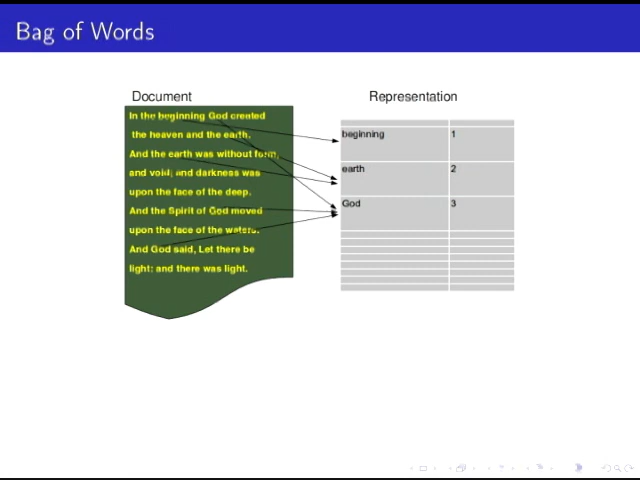 Bag of Words
Document
Representation
In the beginning God created
the heaven and the earth.
And the earth was without form,
and void; and darkness was
upon the face of the deep.
And the Spirit of God moved
upon the face of the waters.
And God said, Let there be
light: and there was light.
beginning 1
earth 2
God 3